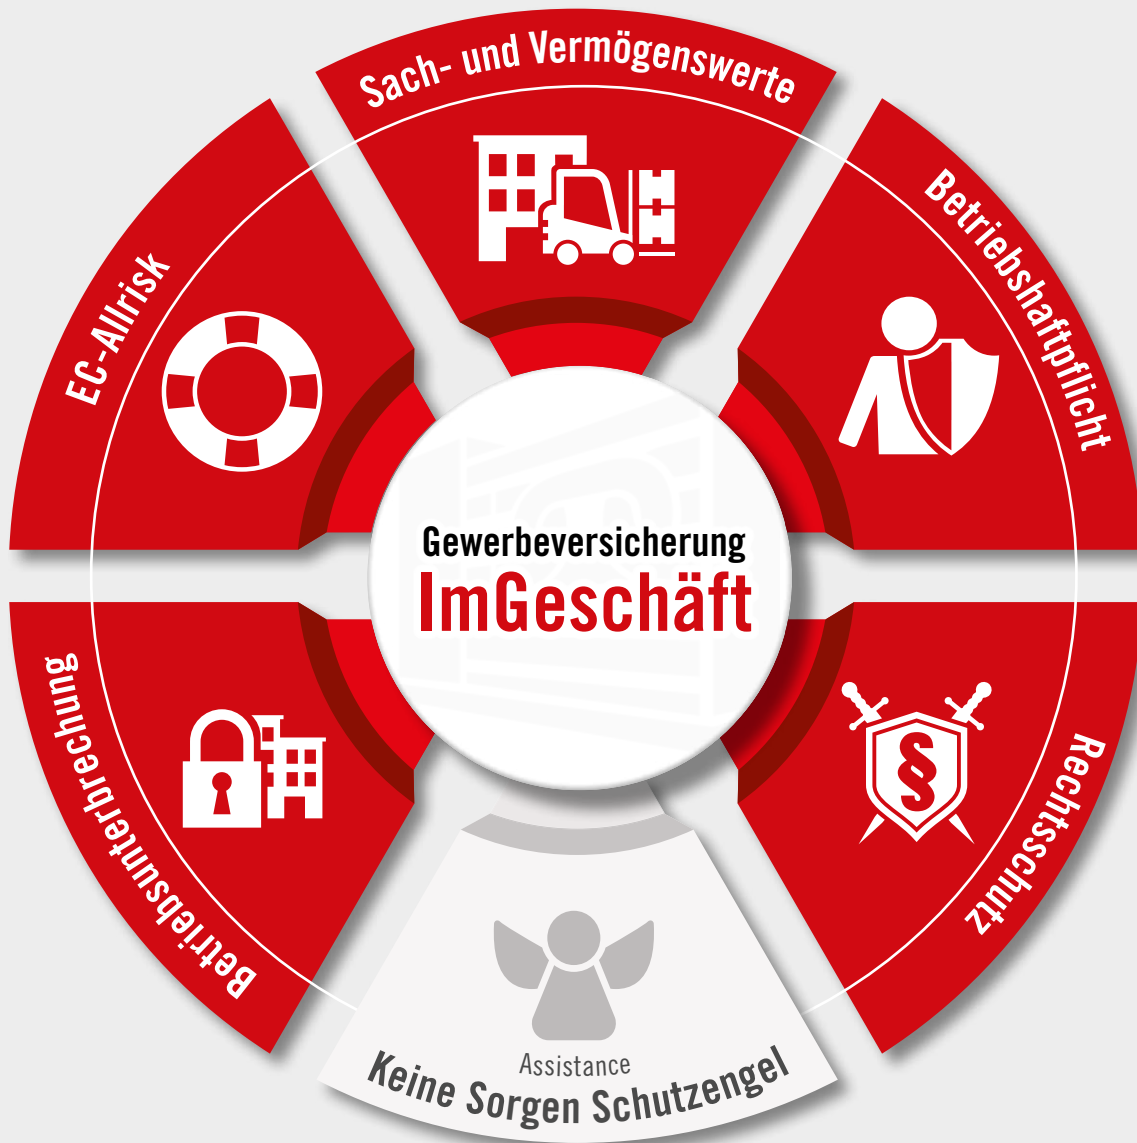 Sach- und Vermögenswerte
Betriebshaftpflicht
EC-Allrisk
Gewerbeversicherung
ImGeschäft
Betriebsunterbrechung
Rechtsschutz
§
Assistance
Keine Sorgen Schutzengel